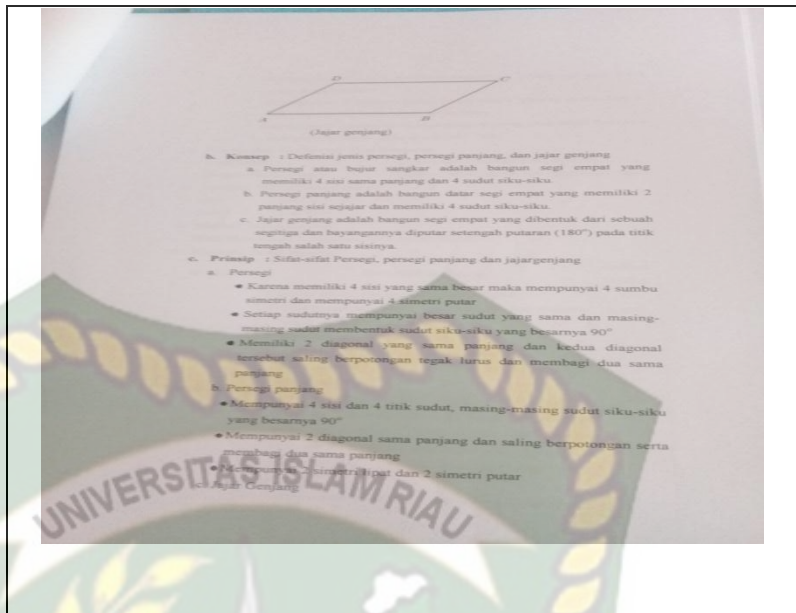 D C
A B
(Jajar genjang)
b. Konsep : Definisi jenis persegi, persegi panjang, dan jajar genjang
a. Persegi atau bujur sangkar adalah bangun segi empat yang
memiliki 4 sisi sama panjang dan 4 sudut siku-siku.
b. Persegi panjang adalah bangun datar segi empat yang memiliki 2
panjang sisi sejajar dan memiliki 4 sudut siku-siku.
c. Jajar genjang adalah bangun segi empat yang dibentuk dari sebuah
segitiga dan bayangannya diputar setengah putaran (180°) pada titik
tengah salah satu sisinya.
c. Prinsip : Sifat-sifat Persegi, persegi panjang dan jajargenjang
a. Persegi
• Karena memiliki 4 sisi yang sama besar maka mempunyai 4 sumbu
simetri dan mempunyai 4 simetri putar
• Setiap sudutnya mempunyai besar sudut yang sama dan masing-
masing sudut membentuk sudut siku-siku yang besarnya 90°
• Memiliki 2 diagonal yang sama panjang dan kedua diagonal
tersebut saling berpotongan tegak lurus dan membagi dua sama
panjang
b. Persegi panjang
• Mempunyai 4 sisi dan 4 titik sudut, masing-masing sudut siku-siku
yang besarnya 90°
• Mempunyai 2 diagonal sama panjang dan saling berpotongan serta
membagi dua sama panjang
• Mempunyai 2 simetri lipat dan 2 simetri putar
c. Jajar Genjang
UNIVERSITAS ISLAM RIAU